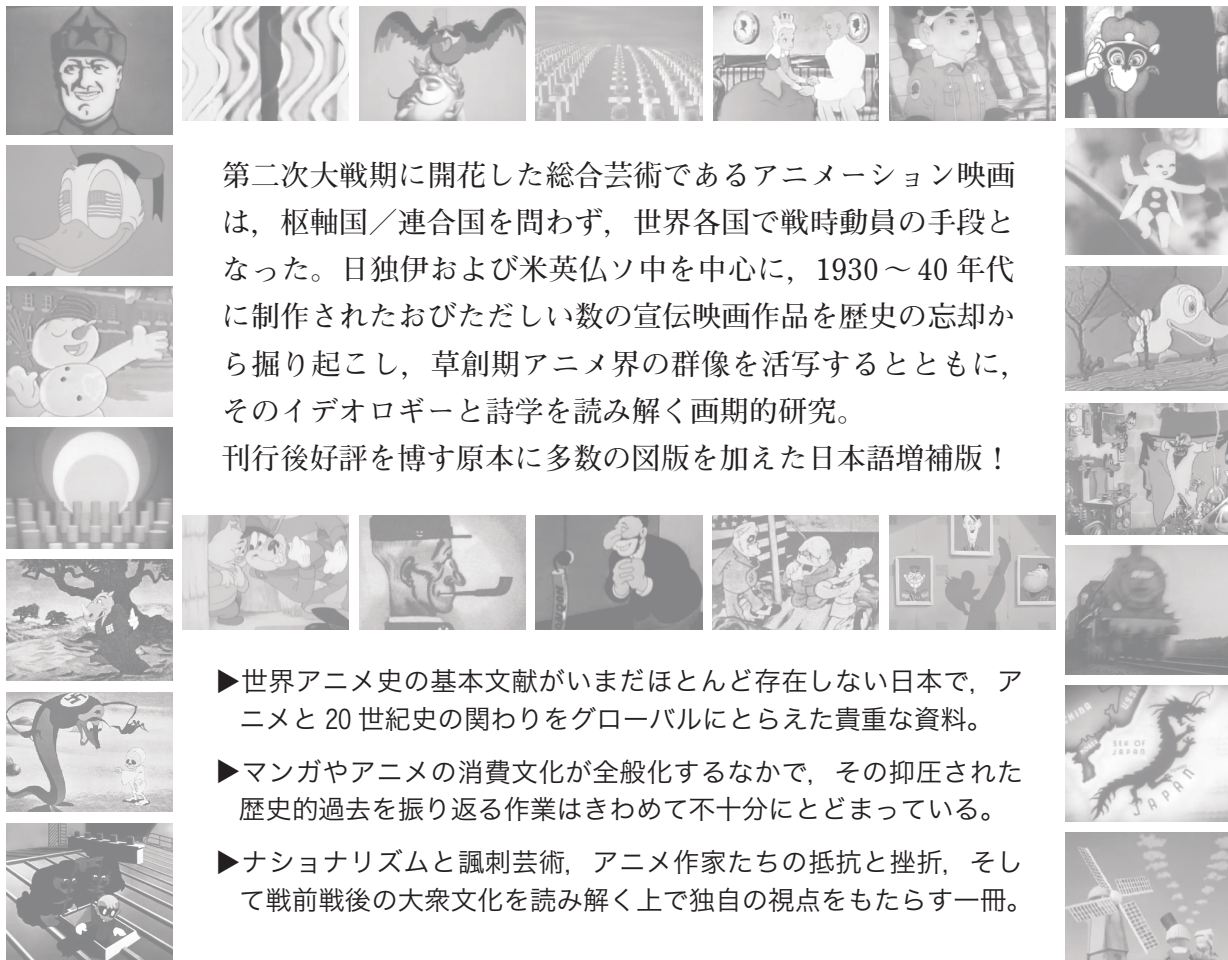 第二次大戦期に開花した総合芸術であるアニメーション映画
は，枢軸国／連合国を問わず，世界各国で戦時動員の手段と
なった。日独伊および米英仏ソ中を中心に，1930～40 年代
に制作されたおびただしい数の宣伝映画作品を歴史の忘却か
ら掘り起こし，草創期アニメ界の群像を活写するとともに，
そのイデオロギーと詩学を読み解く画期的研究。
刊行後好評を博す原本に多数の図版を加えた日本語増補版！
▶世界アニメ史の基本文献がいまだほとんど存在しない日本で，ア
ニメと 20 世紀史の関わりをグローバルにとらえた貴重な資料。
▶マンガやアニメの消費文化が全般化するなかで，その抑圧された
歴史的過去を振り返る作業はきわめて不十分にとどまっている。
▶ナショナリズムと諷刺芸術，アニメ作家たちの抵抗と挫折，そし
て戦前戦後の大衆文化を読み解く上で独自の視点をもたらす一冊。
SEA OF
JAPAN
JAPAN